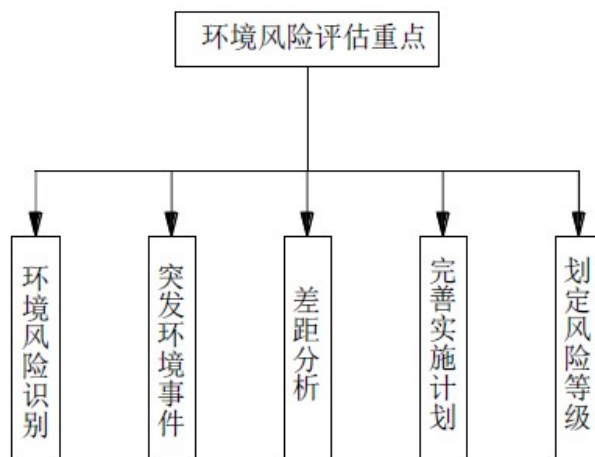 环境风险评估重点
环境风险识别
突发环境事件
差距分析
完善实施计划
划定风险等级